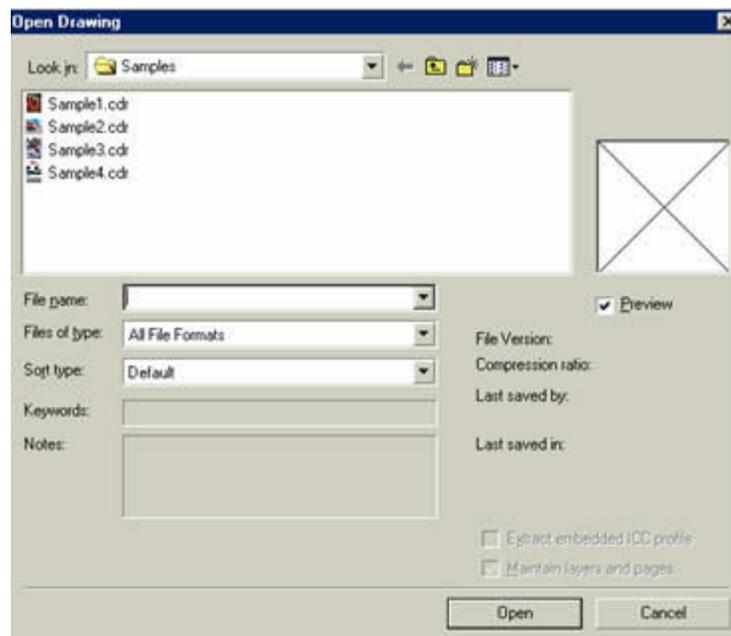 Open Drawing
Look in: Samples
Sample1.cdr
Sample2.cdr
Sample3.cdr
Sample4.cdr
File name:
Preview
Files of type: All File Formats
File Version:
Sort type: Default
Compression ratio:
Last saved by:
Keywords:
Notes:
Last saved in:
Extract embedded ICC profile
Maintain layers and pages
Open Cancel